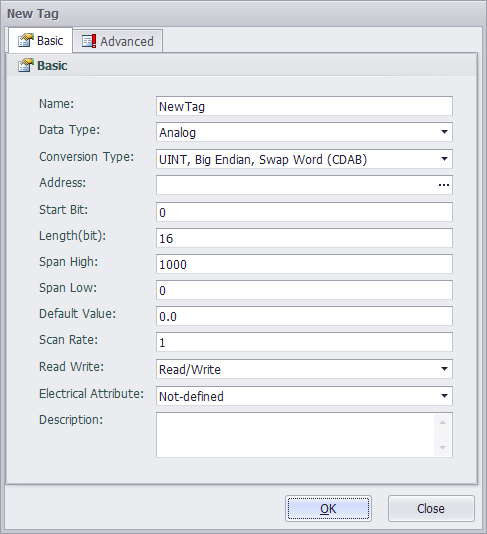 New Tag
Basic Advanced
Basic
Name: NewTag
Data Type: Analog
Conversion Type: UINT, Big Endian, Swap Word (CDAB)
Address: ...
Start Bit: 0
Length(bit): 16
Span High: 1000
Span Low: 0
Default Value: 0.0
Scan Rate: 1
Read Write: Read/Write
Electrical Attribute: Not-defined
Description:
OK Close